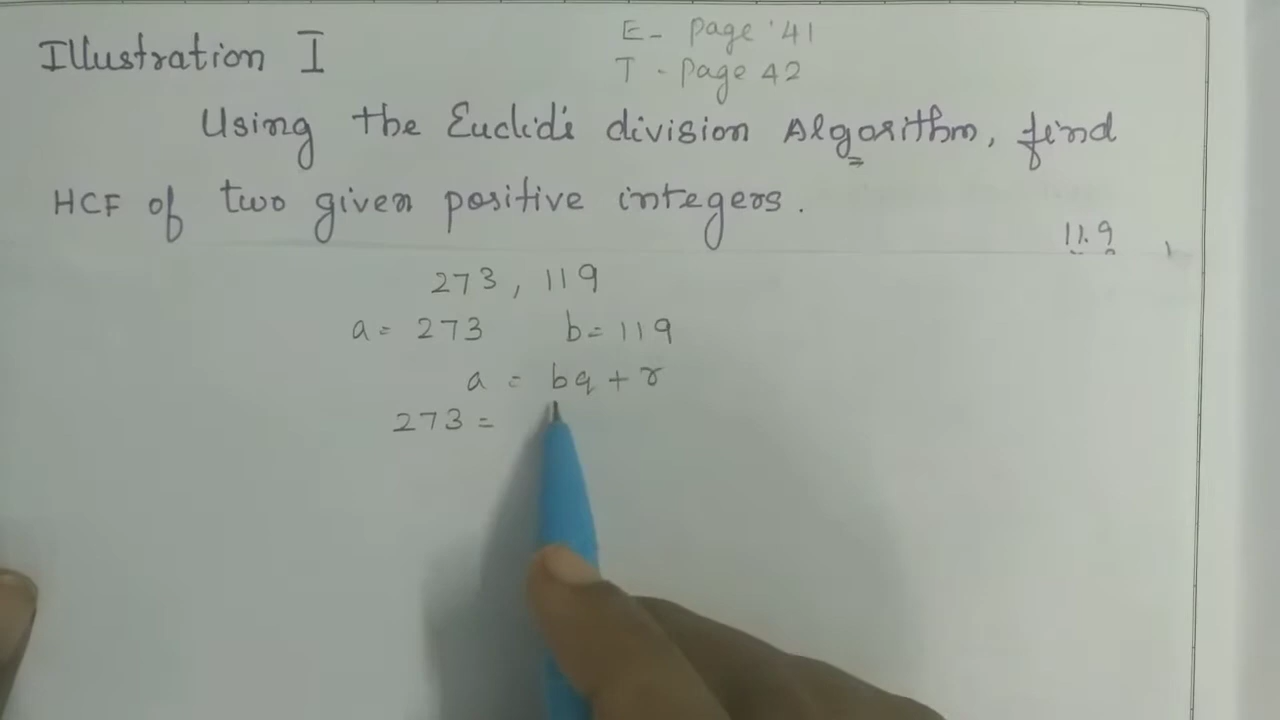 Illustration I
E - Page 41
T - Page 42
Using the Euclid's division Algorithm, find
HCF of two given positive integers.
119
273, 119
a = 273 b = 119
a = bq + r
273 =